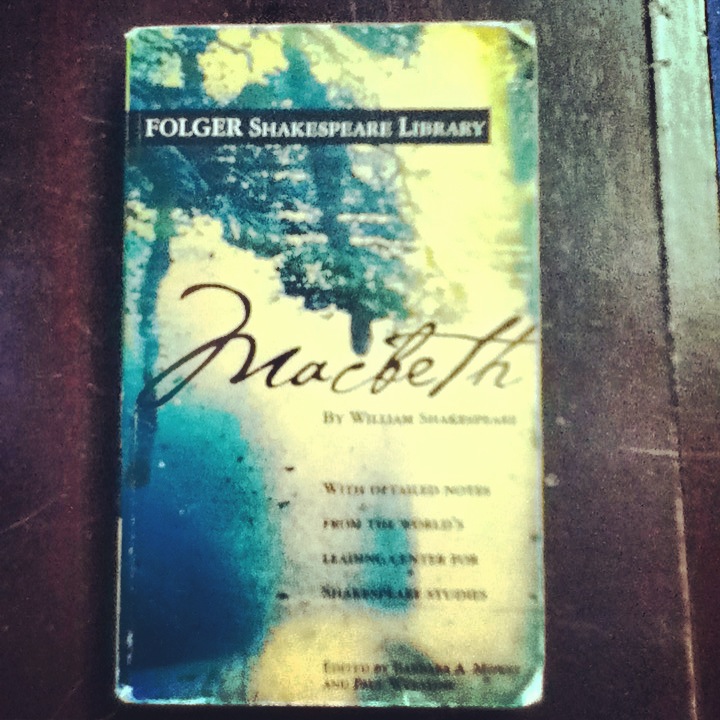 FOLGER SHAKESPEARE LIBRARY
Macbeth
BY WILLIAM SHAKESPEARE
WITH DETAILED NOTES
FROM THE WORLD'S
LEADING CENTER FOR
SHAKESPEARE STUDIES
EDITED BY BARBARA A. MOWAT
AND PAUL WERSTINE